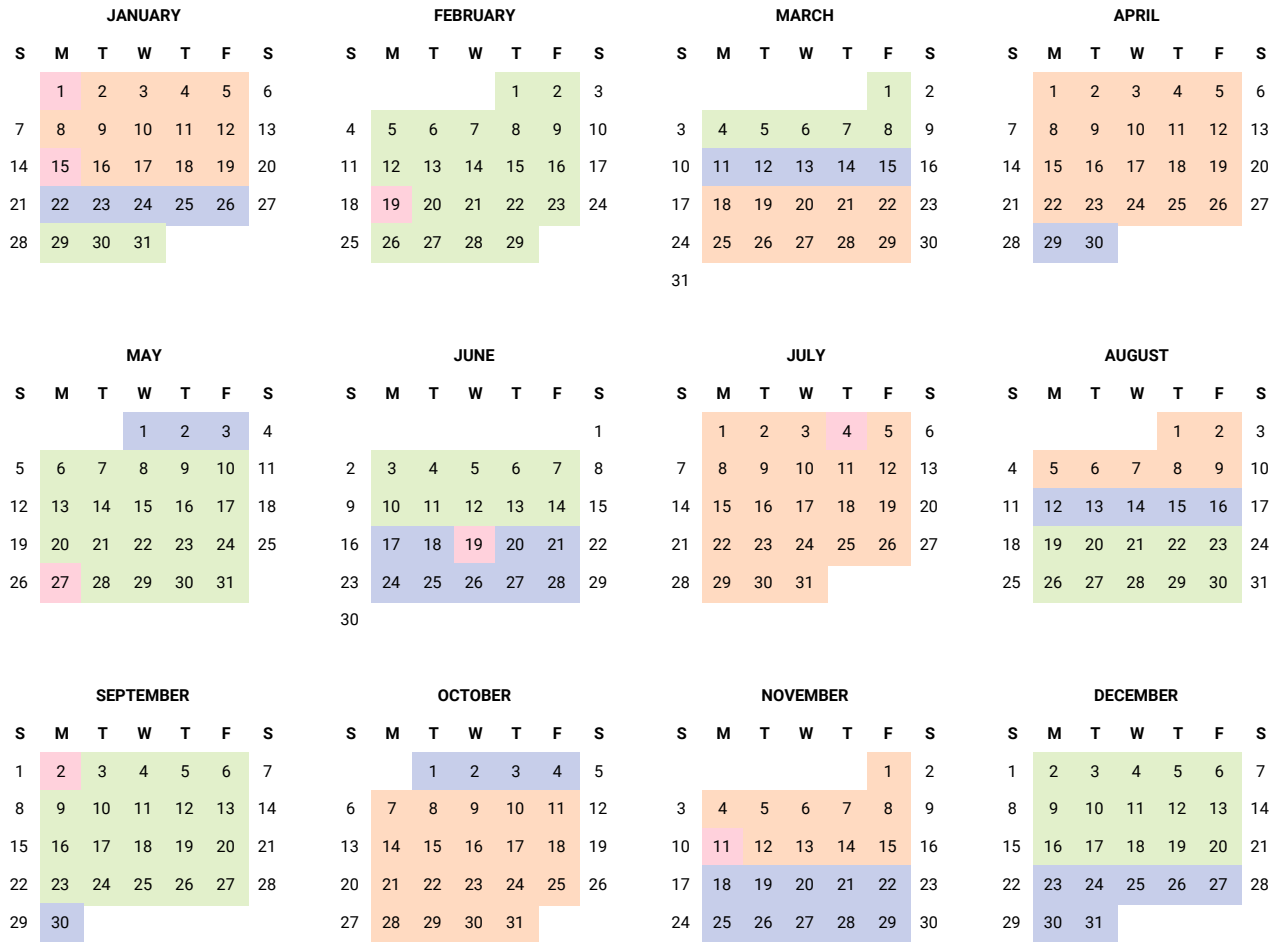 JANUARY FEBRUARY MARCH APRIL
S M T W T F S S M T W T F S S M T W T F S S M T W T F S
1 2 3 4 5 6 1 2 3 1 2 1 2 3 4 5 6
7 8 9 10 11 12 13 4 5 6 7 8 9 10 3 4 5 6 7 8 9 7 8 9 10 11 12 13
14 15 16 17 18 19 20 11 12 13 14 15 16 17 10 11 12 13 14 15 16 14 15 16 17 18 19 20
21 22 23 24 25 26 27 18 19 20 21 22 23 24 17 18 19 20 21 22 23 21 22 23 24 25 26 27
28 29 30 31 25 26 27 28 29 24 25 26 27 28 29 30 28 29 30
31
MAY JUNE JULY AUGUST
S M T W T F S S M T W T F S S M T W T F S S M T W T F S
1 2 3 4 1 1 2 3 4 5 6 1 2 3
5 6 7 8 9 10 11 2 3 4 5 6 7 8 7 8 9 10 11 12 13 4 5 6 7 8 9 10
12 13 14 15 16 17 18 9 10 11 12 13 14 15 14 15 16 17 18 19 20 11 12 13 14 15 16 17
19 20 21 22 23 24 25 16 17 18 19 20 21 22 21 22 23 24 25 26 27 18 19 20 21 22 23 24
26 27 28 29 30 31 23 24 25 26 27 28 29 28 29 30 31 25 26 27 28 29 30 31
30
SEPTEMBER OCTOBER NOVEMBER DECEMBER
S M T W T F S S M T W T F S S M T W T F S S M T W T F S
1 2 3 4 5 6 7 1 2 3 4 5 1 2 1 2 3 4 5 6 7
8 9 10 11 12 13 14 6 7 8 9 10 11 12 3 4 5 6 7 8 9 8 9 10 11 12 13 14
15 16 17 18 19 20 21 13 14 15 16 17 18 19 10 11 12 13 14 15 16 15 16 17 18 19 20 21
22 23 24 25 26 27 28 20 21 22 23 24 25 26 17 18 19 20 21 22 23 22 23 24 25 26 27 28
29 30 27 28 29 30 31 24 25 26 27 28 29 30 29 30 31